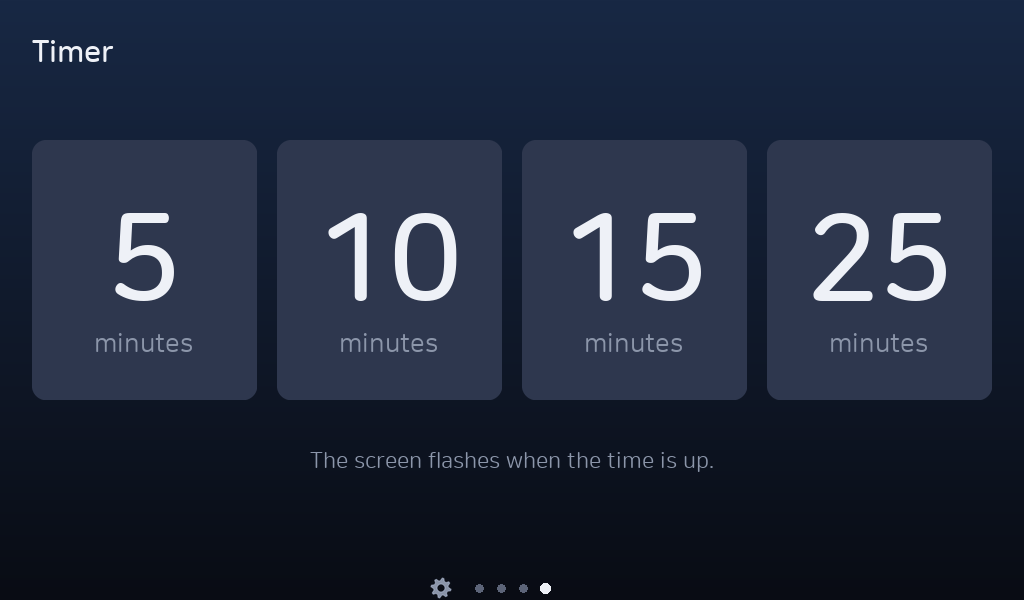 Timer
5
minutes
10
minutes
15
minutes
25
minutes
The screen flashes when the time is up.